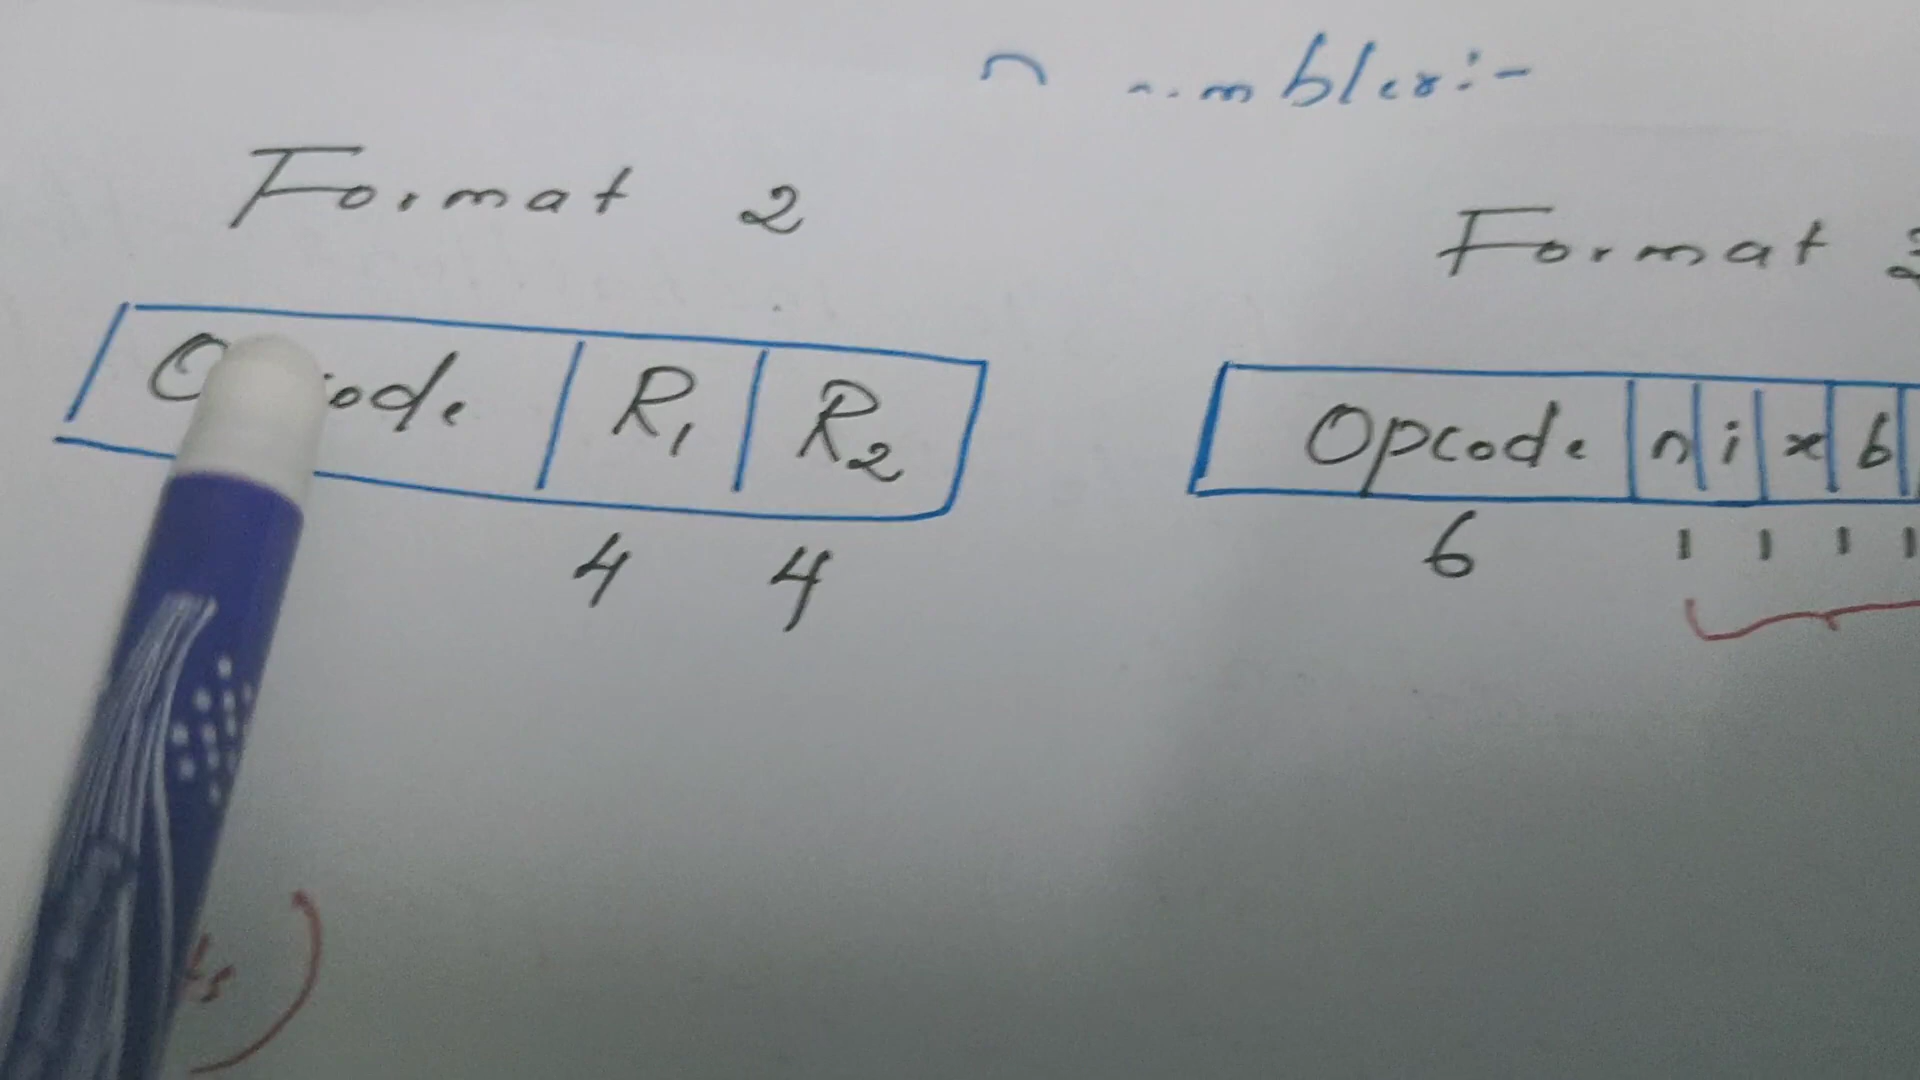 Format 2
R1 R2
4 4
Format
Opcode n i x b
6 1 1 1 1